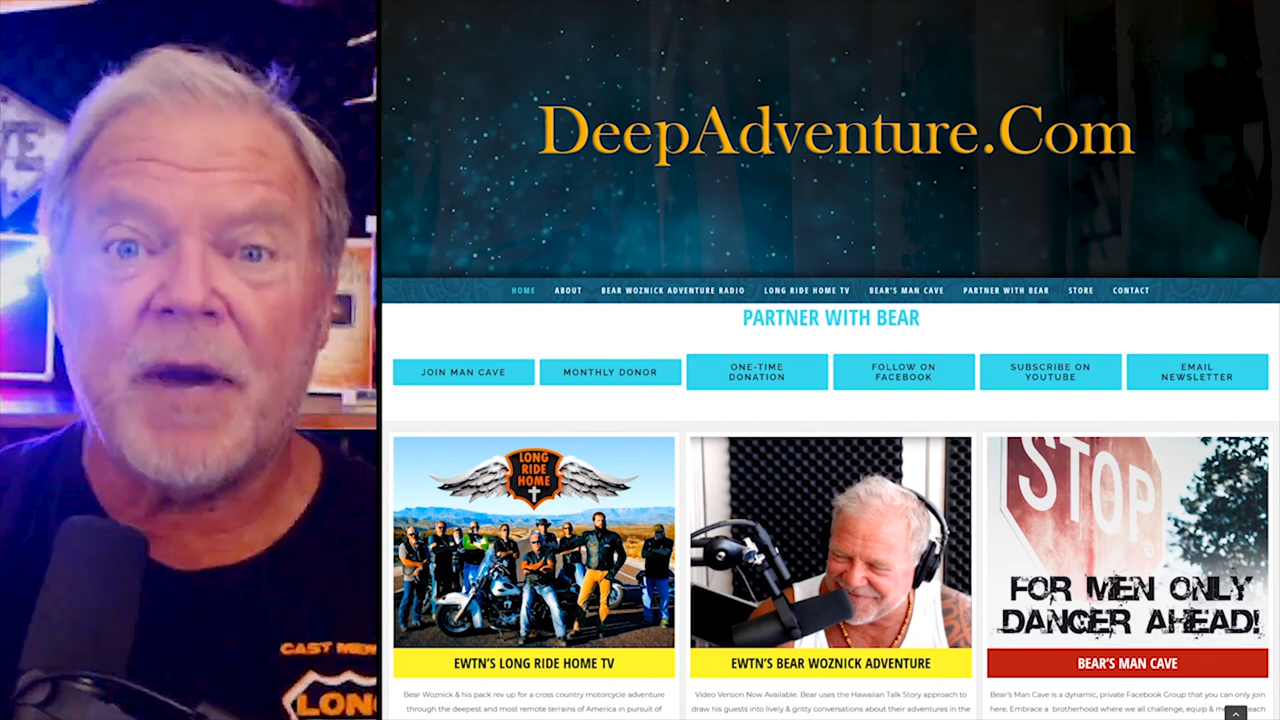 DeepAdventure.Com
HOME ABOUT BEAR WOZNICK ADVENTURE RADIO LONG RIDE HOME TV BEAR'S MAN CAVE PARTNER WITH BEAR STORE CONTACT
PARTNER WITH BEAR
JOIN MAN CAVE
MONTHLY DONOR
ONE-TIME
DONATION
FOLLOW ON
FACEBOOK
SUBSCRIBE ON
YOUTUBE
EMAIL
NEWSLETTER
LONG
RIDE
HOME
EWTN'S LONG RIDE HOME TV
Bear Woznick & his pack rev up for a cross country motorcycle adventure
through the deepest and most remote terrains of America in pursuit of
EWTN'S BEAR WOZNICK ADVENTURE
Video Version Now Available. Bear uses the Hawaiian Talk Story approach to
draw his guests into lively & gritty conversations about their adventures in the
STOP
FOR MEN ONLY
DANGER AHEAD!
BEAR'S MAN CAVE
Bear's Man Cave is a dynamic, private Facebook Group that you can only join
here. Embrace a brotherhood where we all challenge, equip & each
CAST
LONG